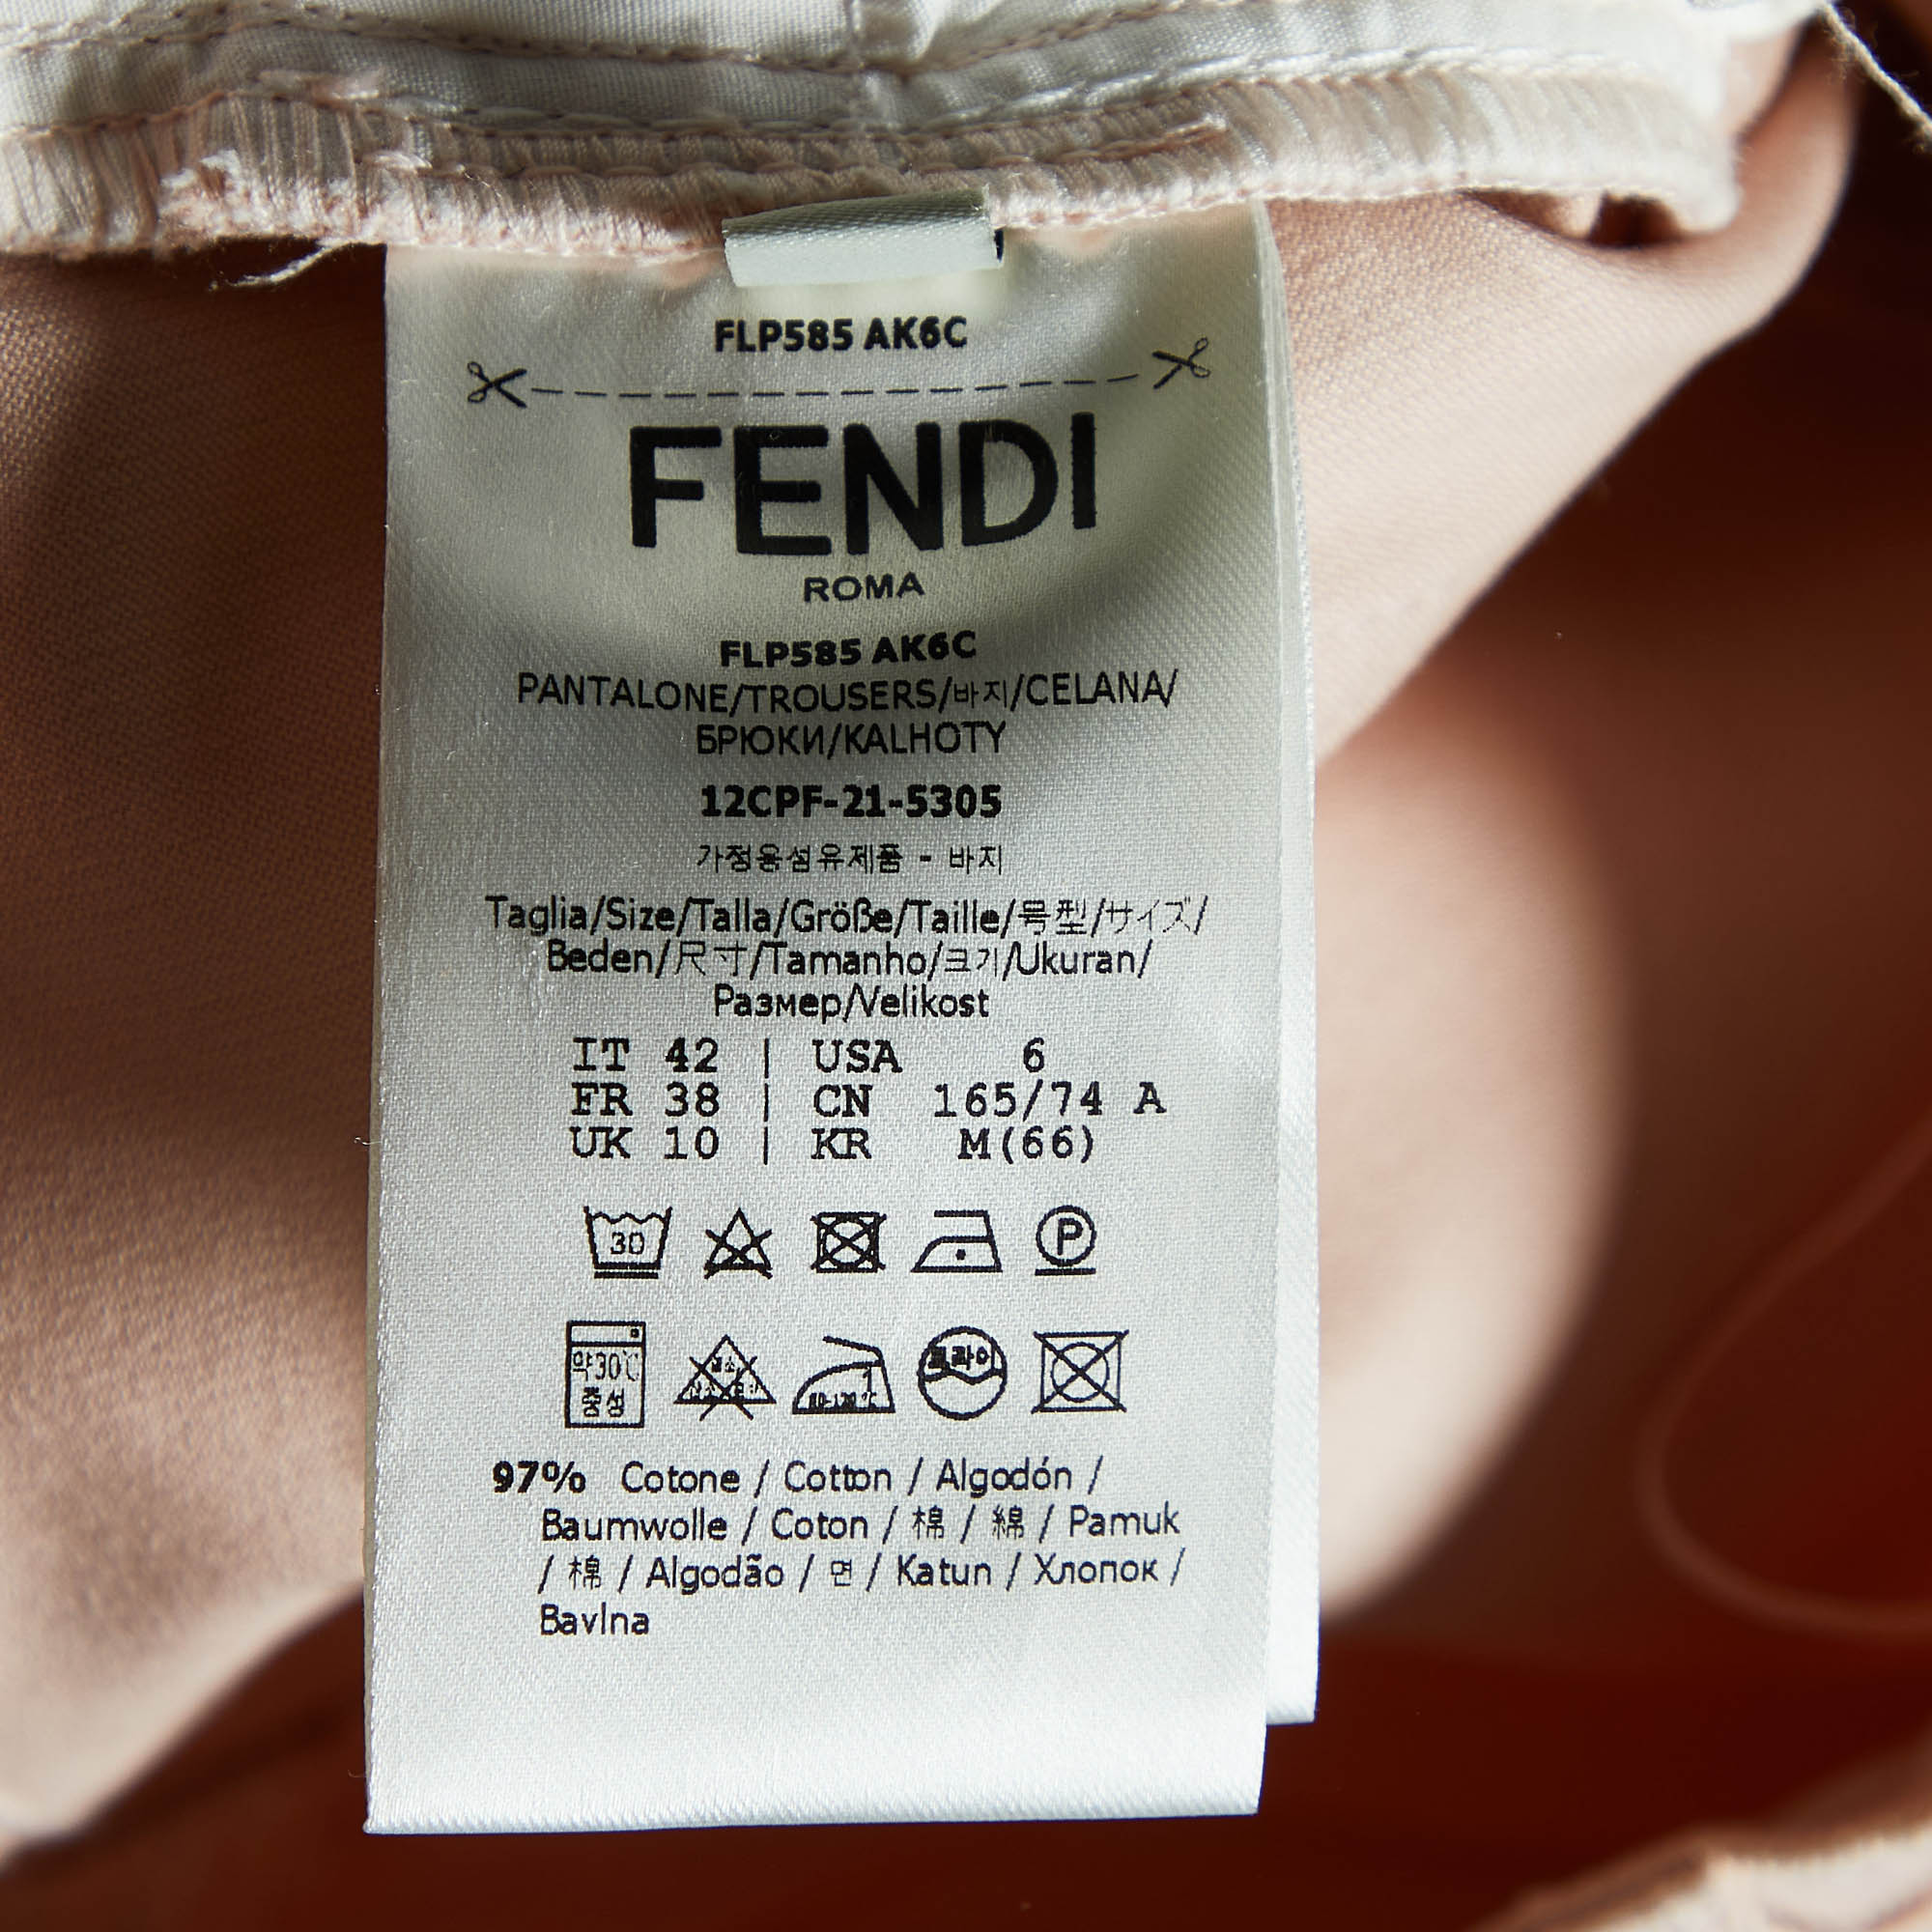 FLP585 AK6C
FENDI
ROMA
FLP585 AK6C
PANTALONE/TROUSERS/바지/CELANA/
БРЮКИ/KALHOTY
12CPF-21-5305
가정용섬유제품 - 바지
Taglia/Size/Talla/Größe/Taille/号型/サイズ/
Beden/尺寸/Tamanho/크기/Ukuran/
Размер/Velikost
IT 42 | USA 6
FR 38 | CN 165/74 A
UK 10 | KR M(66)
30 P
약30℃
중성
드라이
97% Cotone / Cotton / Algodón /
Baumwolle / Coton / 棉 / 綿 / Pamuk
/ 棉 / Algodão / 면 / Katun / Хлопок /
Bavlna